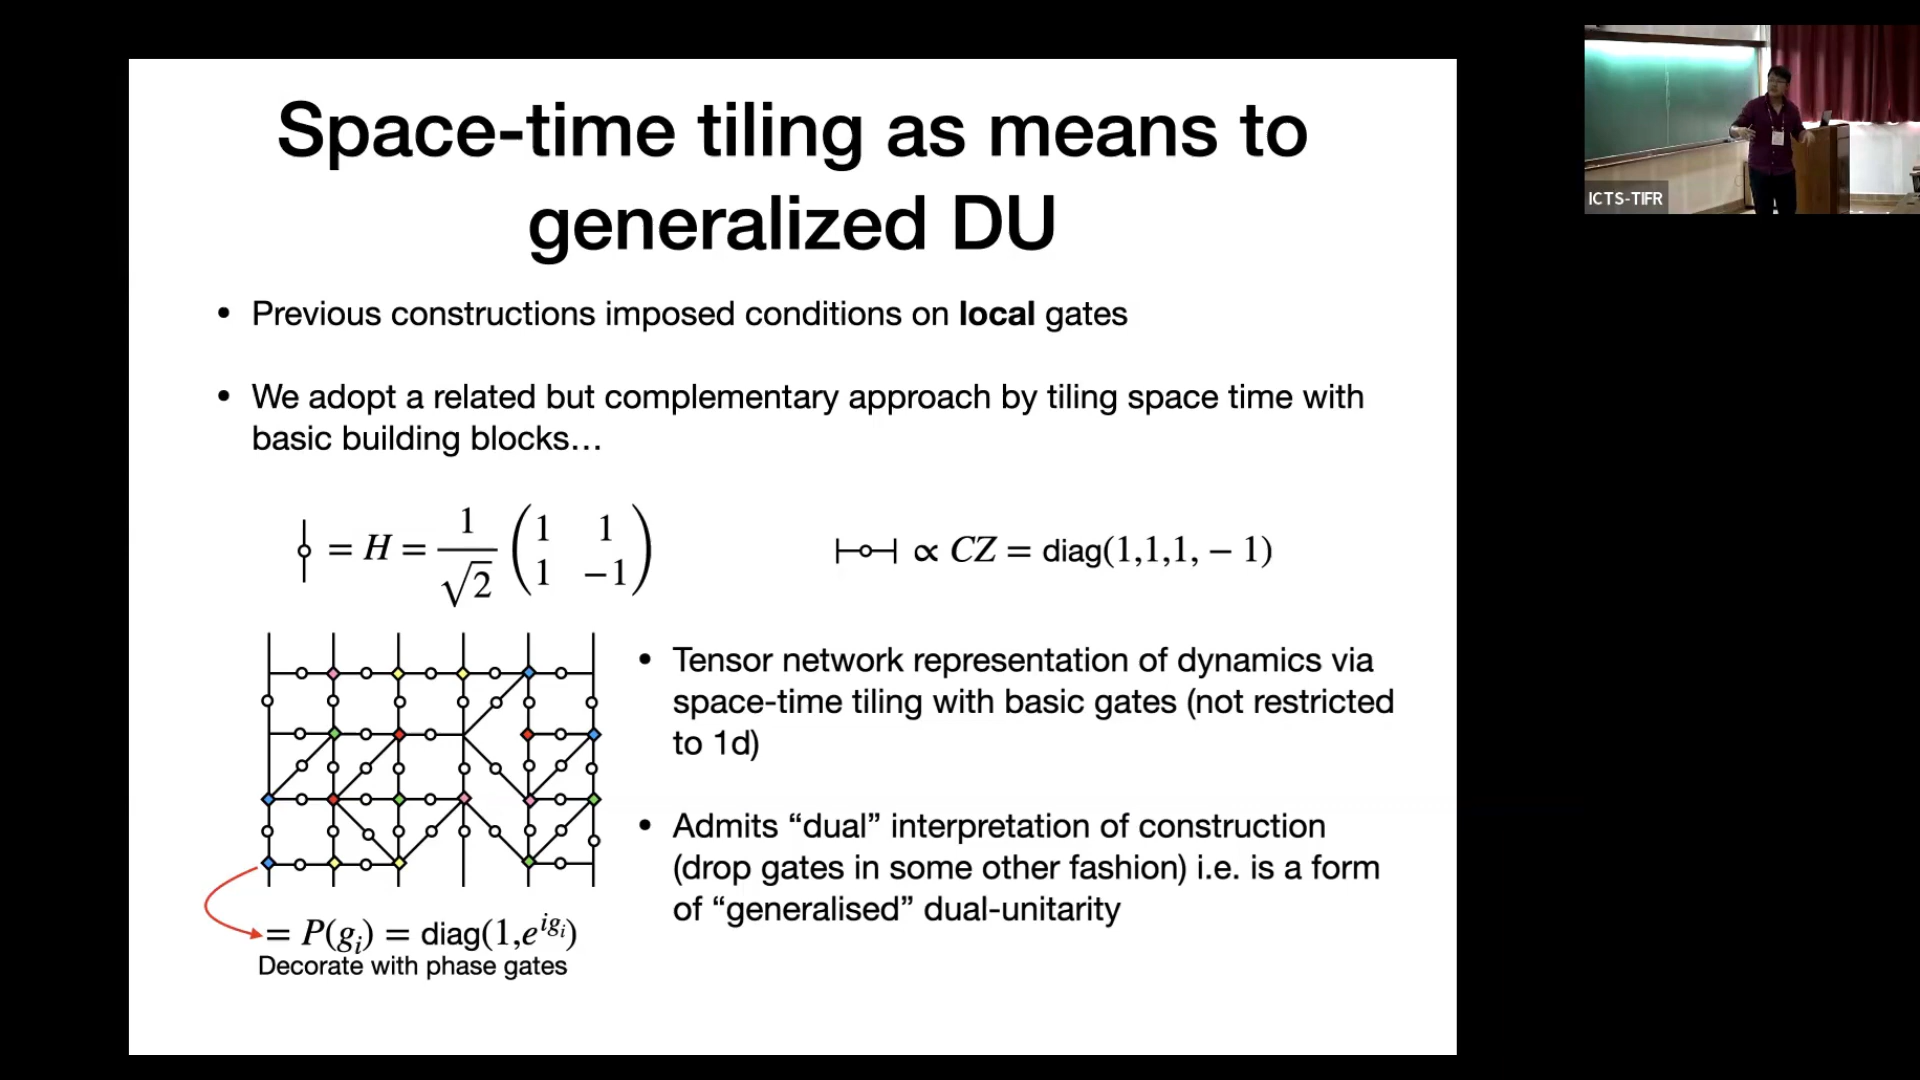 Space-time tiling as means to
generalized DU
• Previous constructions imposed conditions on local gates
• We adopt a related but complementary approach by tiling space time with
basic building blocks…
= H = 1/√2 (1 1; 1 −1)
∝ CZ = diag(1,1,1, − 1)
• Tensor network representation of dynamics via
space-time tiling with basic gates (not restricted
to 1d)
• Admits “dual” interpretation of construction
(drop gates in some other fashion) i.e. is a form
of “generalised” dual-unitarity
= P(gᵢ) = diag(1,e^{igᵢ})
Decorate with phase gates
ICTS-TIFR